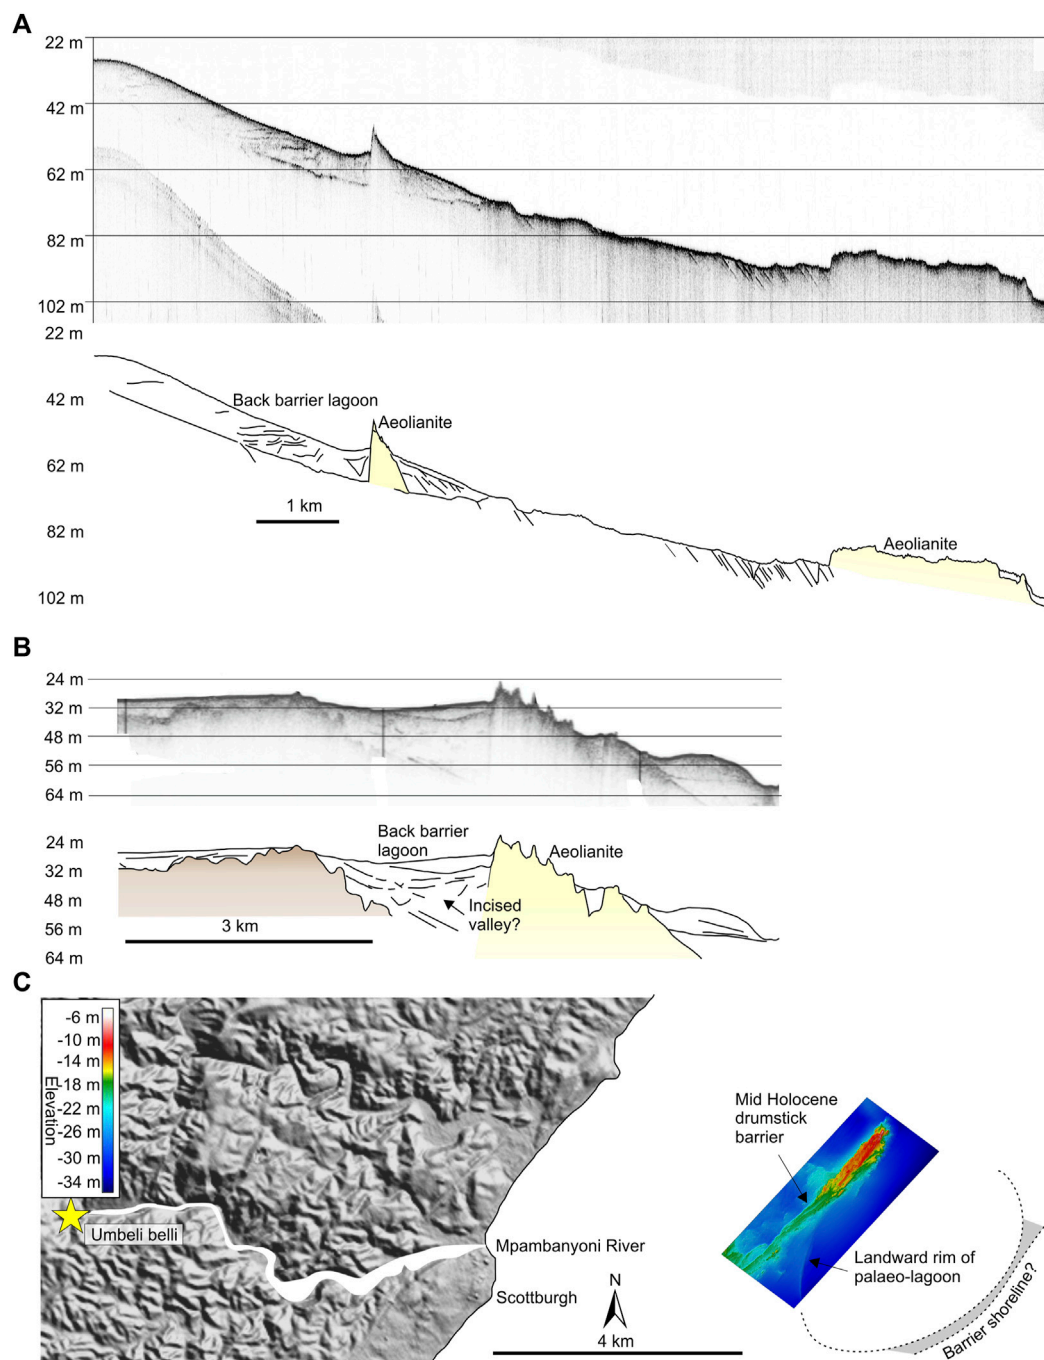 A
22 m
42 m
62 m
82 m
102 m
22 m
42 m
62 m
82 m
102 m
Back barrier lagoon
Aeolianite
1 km
Aeolianite
B
24 m
32 m
48 m
56 m
64 m
24 m
32 m
48 m
56 m
64 m
Back barrier
lagoon
Aeolianite
Incised
valley?
3 km
C
Elevation
-6 m
-10 m
-14 m
-18 m
-22 m
-26 m
-30 m
-34 m
Umbeli belli
Mpambanyoni River
Scottburgh
N
4 km
Mid Holocene
drumstick
barrier
Landward rim of
palaeo-lagoon
Barrier shoreline?